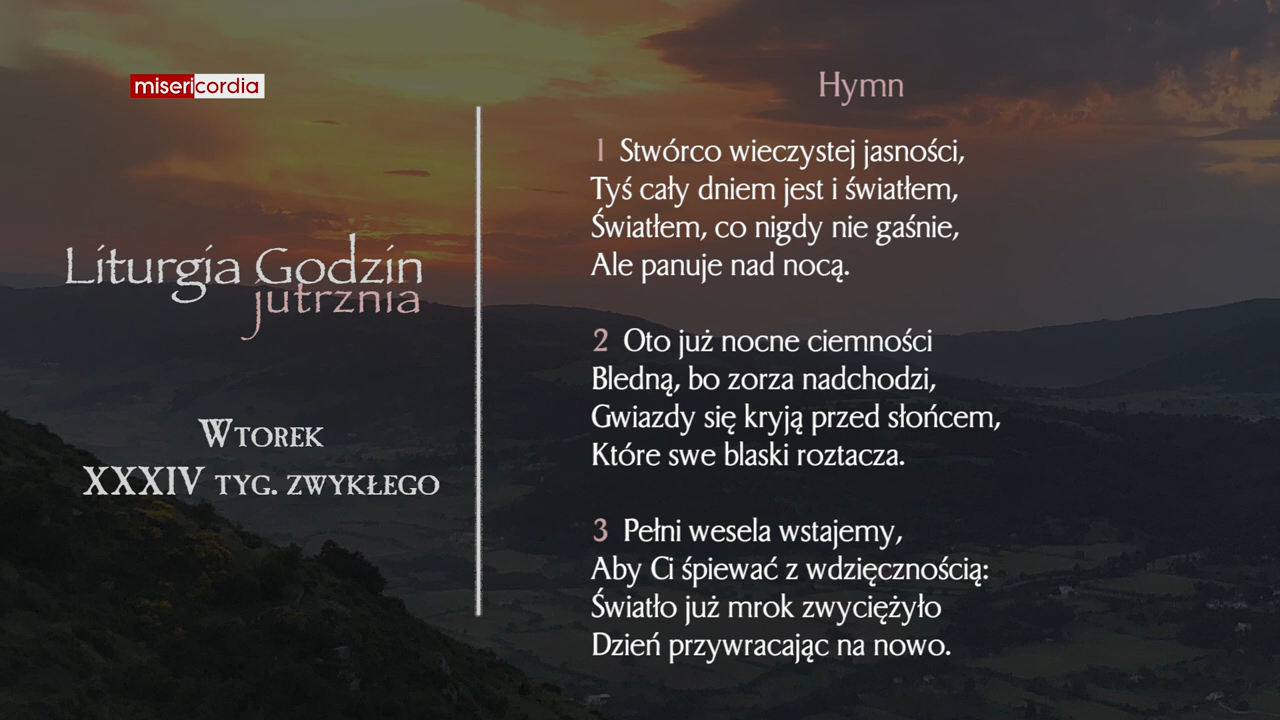 misericordia
Liturgia Godzin
jutrznia
Wtorek
XXXIV tyg. zwykłego
Hymn
1 Stwórco wieczystej jasności,
Tyś cały dniem jest i światłem,
Światłem, co nigdy nie gaśnie,
Ale panuje nad nocą.
2 Oto już nocne ciemności
Bledną, bo zorza nadchodzi,
Gwiazdy się kryją przed słońcem,
Które swe blaski roztacza.
3 Pełni wesela wstajemy,
Aby Ci śpiewać z wdzięcznością:
Światło już mrok zwyciężyło
Dzień przywracając na nowo.